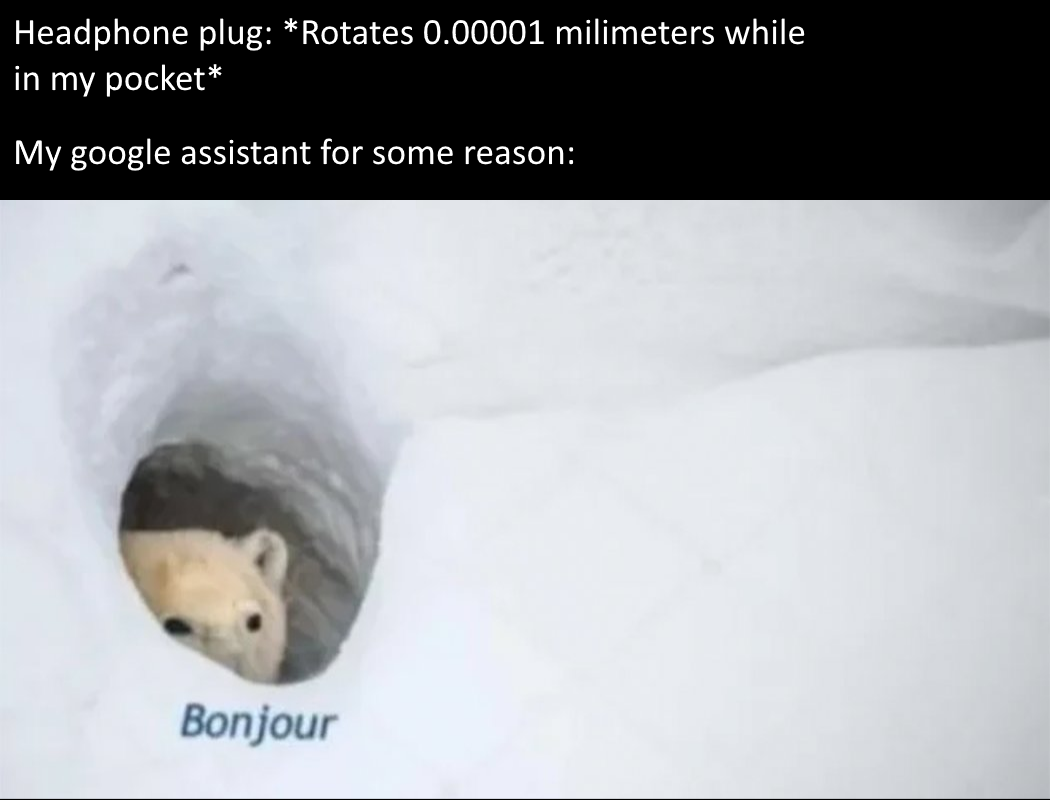 Headphone plug: *Rotates 0.00001 milimeters while
in my pocket*
My google assistant for some reason:
Bonjour